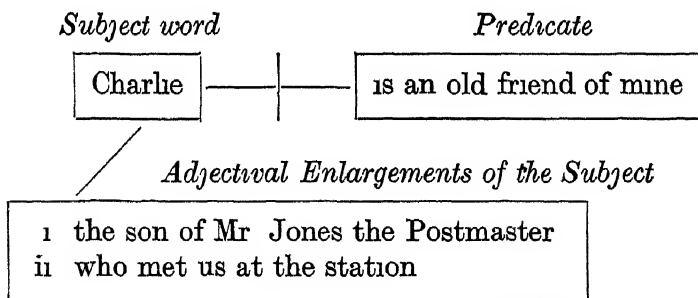 Subject word Predicate
Charlie is an old friend of mine
Adjectival Enlargements of the Subject
i the son of Mr Jones the Postmaster
ii who met us at the station